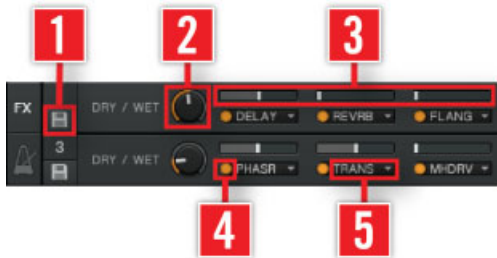 1 2 3
FX DRY / WET
DELAY REVRB FLANG
3 DRY / WET
PHASR TRANS MHDRV
4 5